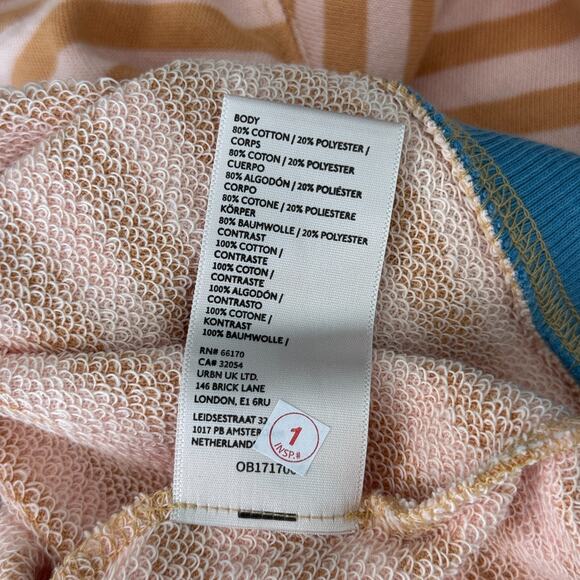 BODY
80% COTTON / 20% POLYESTER /
CORPS
80% COTON / 20% POLYESTER /
CUERPO
80% ALGODÓN / 20% POLIÉSTER
CORPO
80% COTONE / 20% POLIESTERE
KÖRPER
80% BAUMWOLLE / 20% POLYESTER
CONTRAST
100% COTTON /
CONTRASTE
100% COTON /
CONTRASTE
100% ALGODÓN /
CONTRASTO
100% COTONE /
KONTRAST
100% BAUMWOLLE /
RN# 66170
CA# 32054
URBN UK LTD.
146 BRICK LANE
LONDON, E1 6RU
LEIDSESTRAAT 32
1017 PB
NETHERLAND
1
INSP.#